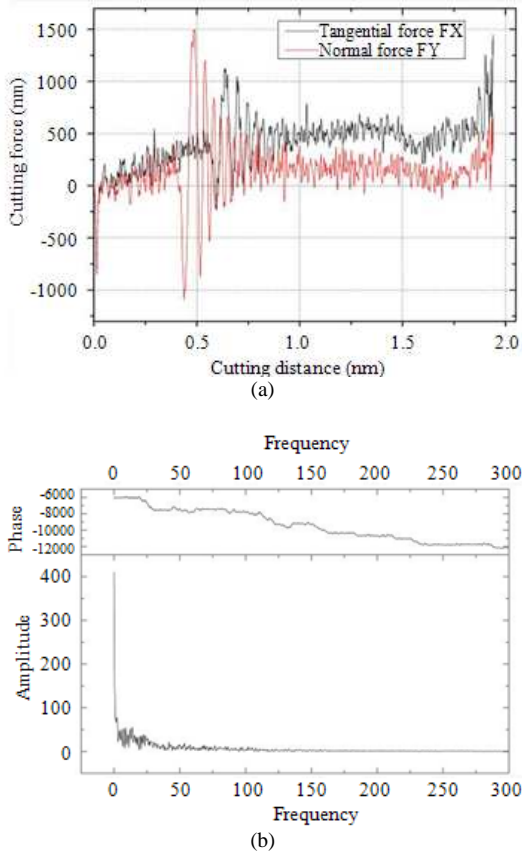 1500
1000
500
0
-500
-1000
Cutting force (nm)
Tangential force FX
Normal force FY
0.0 0.5 1.0 1.5 2.0
Cutting distance (nm)
(a)
Frequency
0 50 100 150 200 250 300
-6000
-8000
-10000
-12000
Phase
400
300
200
100
0
Amplitude
0 50 100 150 200 250 300
Frequency
(b)